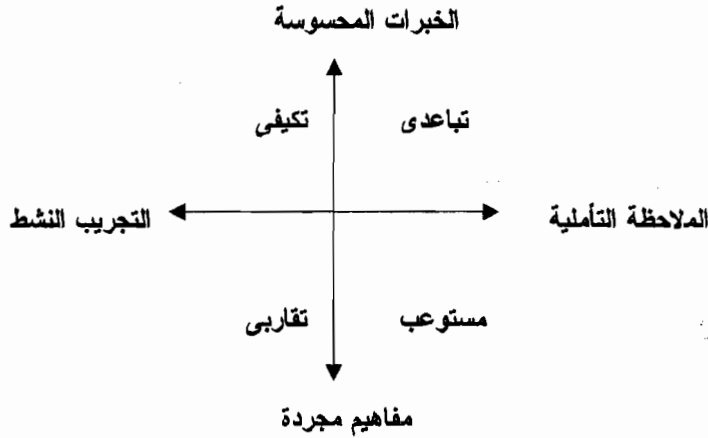 الخبرات المحسوسة
تباعدى
تكيفى
الملاحظة التأملية
التجريب النشط
مستوعب
تقاربى
مفاهيم مجردة